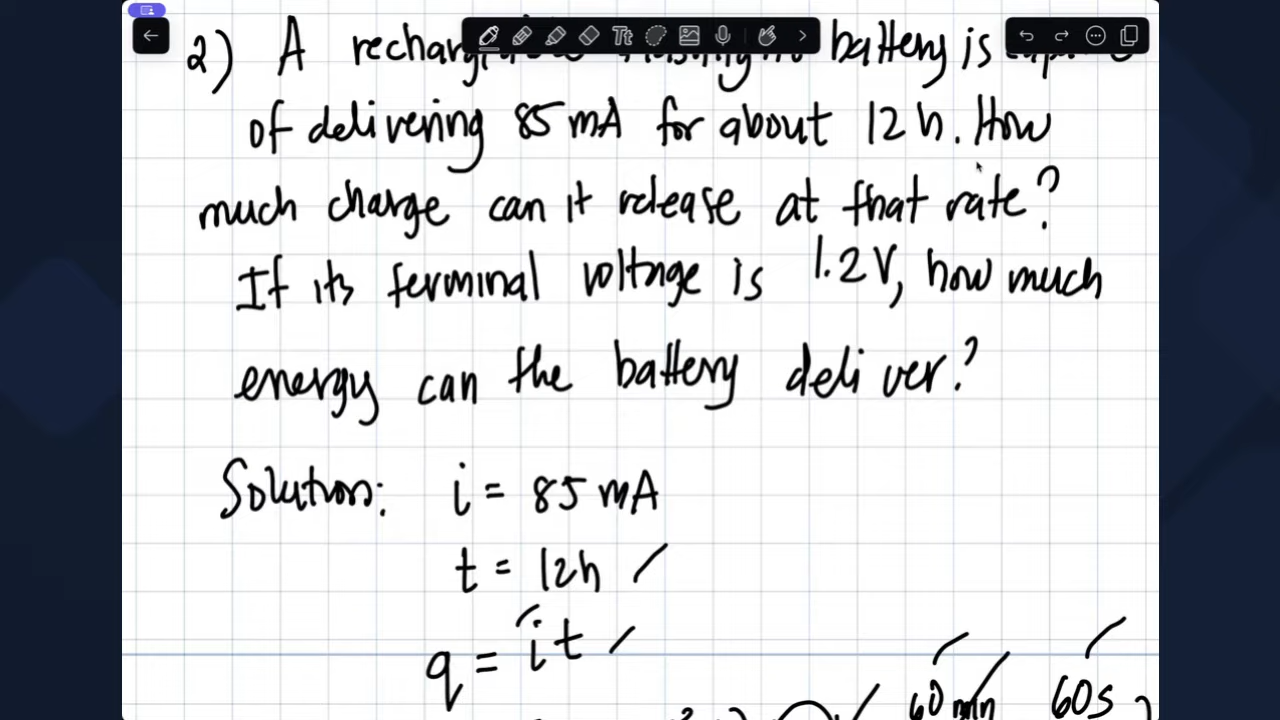 2) A rechar battery is
of delivering 85 mA for about 12 h. How
much charge can it release at that rate?
If its terminal voltage is 1.2V, how much
energy can the battery deliver?
Solution: i = 85 mA
t = 12h
q = it
60 min 60s